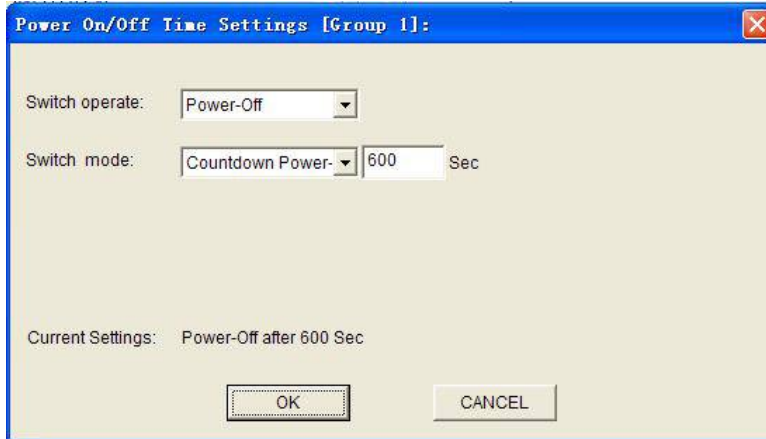 Power On/Off Time Settings [Group 1]:
Switch operate: Power-Off
Switch mode: Countdown Power- 600 Sec
Current Settings: Power-Off after 600 Sec
OK CANCEL